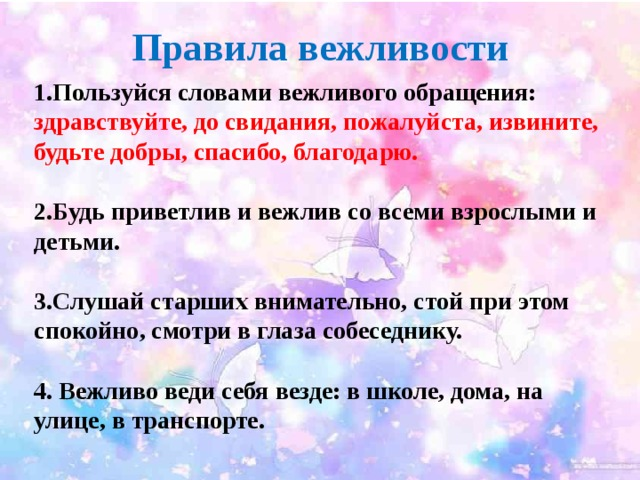 Правила вежливости
1.Пользуйся словами вежливого обращения:
здравствуйте, до свидания, пожалуйста, извините,
будьте добры, спасибо, благодарю.
2.Будь приветлив и вежлив со всеми взрослыми и
детьми.
3.Слушай старших внимательно, стой при этом
спокойно, смотри в глаза собеседнику.
4. Вежливо веди себя везде: в школе, дома, на
улице, в транспорте.